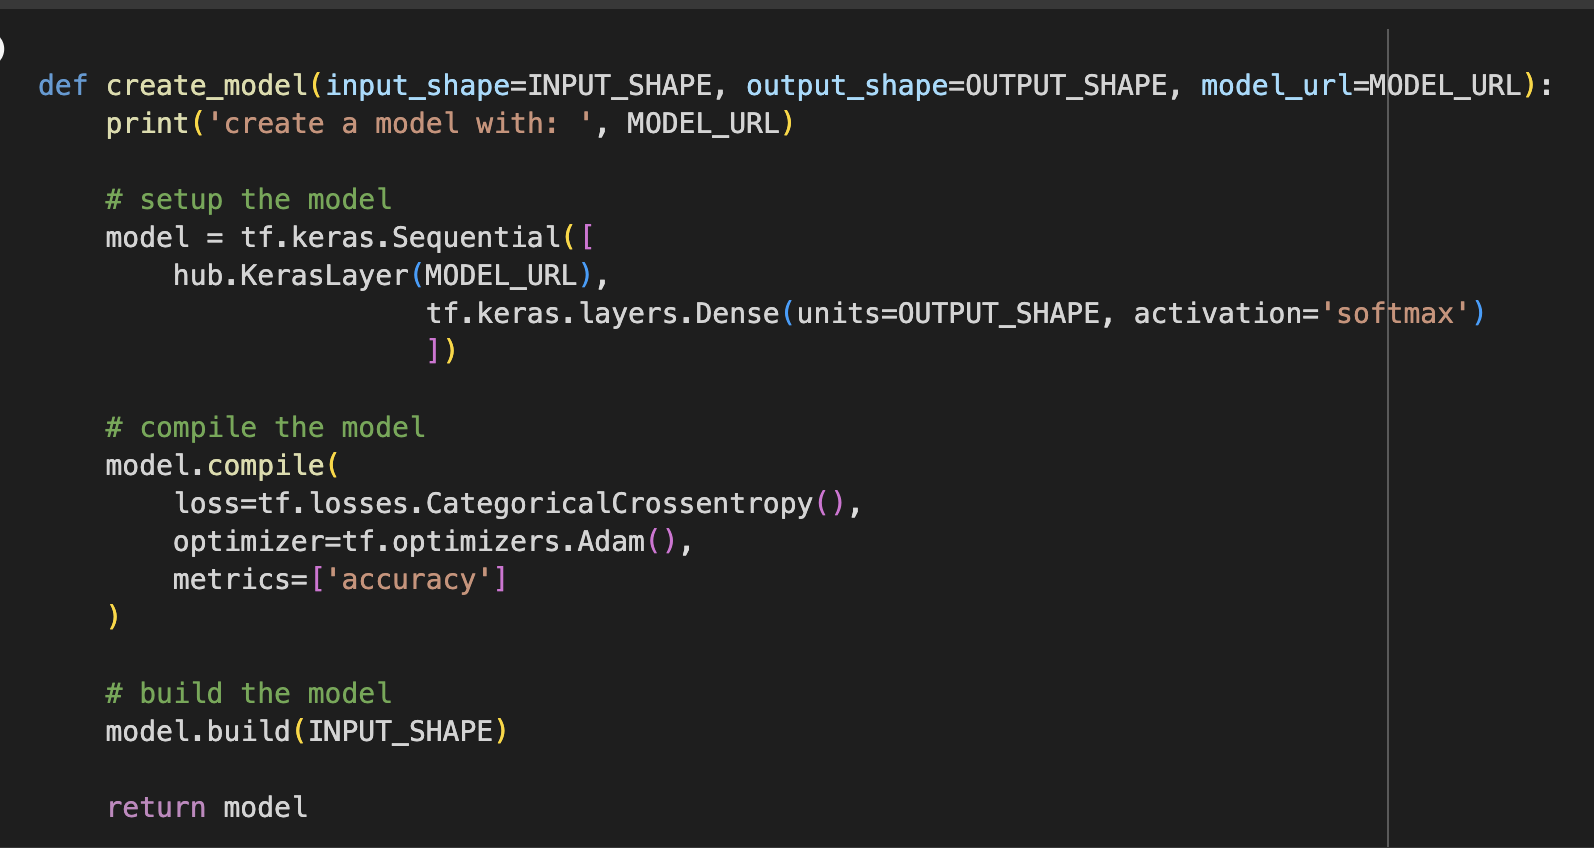 def create_model(input_shape=INPUT_SHAPE, output_shape=OUTPUT_SHAPE, model_url=MODEL_URL):
    print('create a model with: ', MODEL_URL)

    # setup the model
    model = tf.keras.Sequential([
        hub.KerasLayer(MODEL_URL),
                       tf.keras.layers.Dense(units=OUTPUT_SHAPE, activation='softmax')
                       ])

    # compile the model
    model.compile(
        loss=tf.losses.CategoricalCrossentropy(),
        optimizer=tf.optimizers.Adam(),
        metrics=['accuracy']
    )

    # build the model
    model.build(INPUT_SHAPE)

    return model